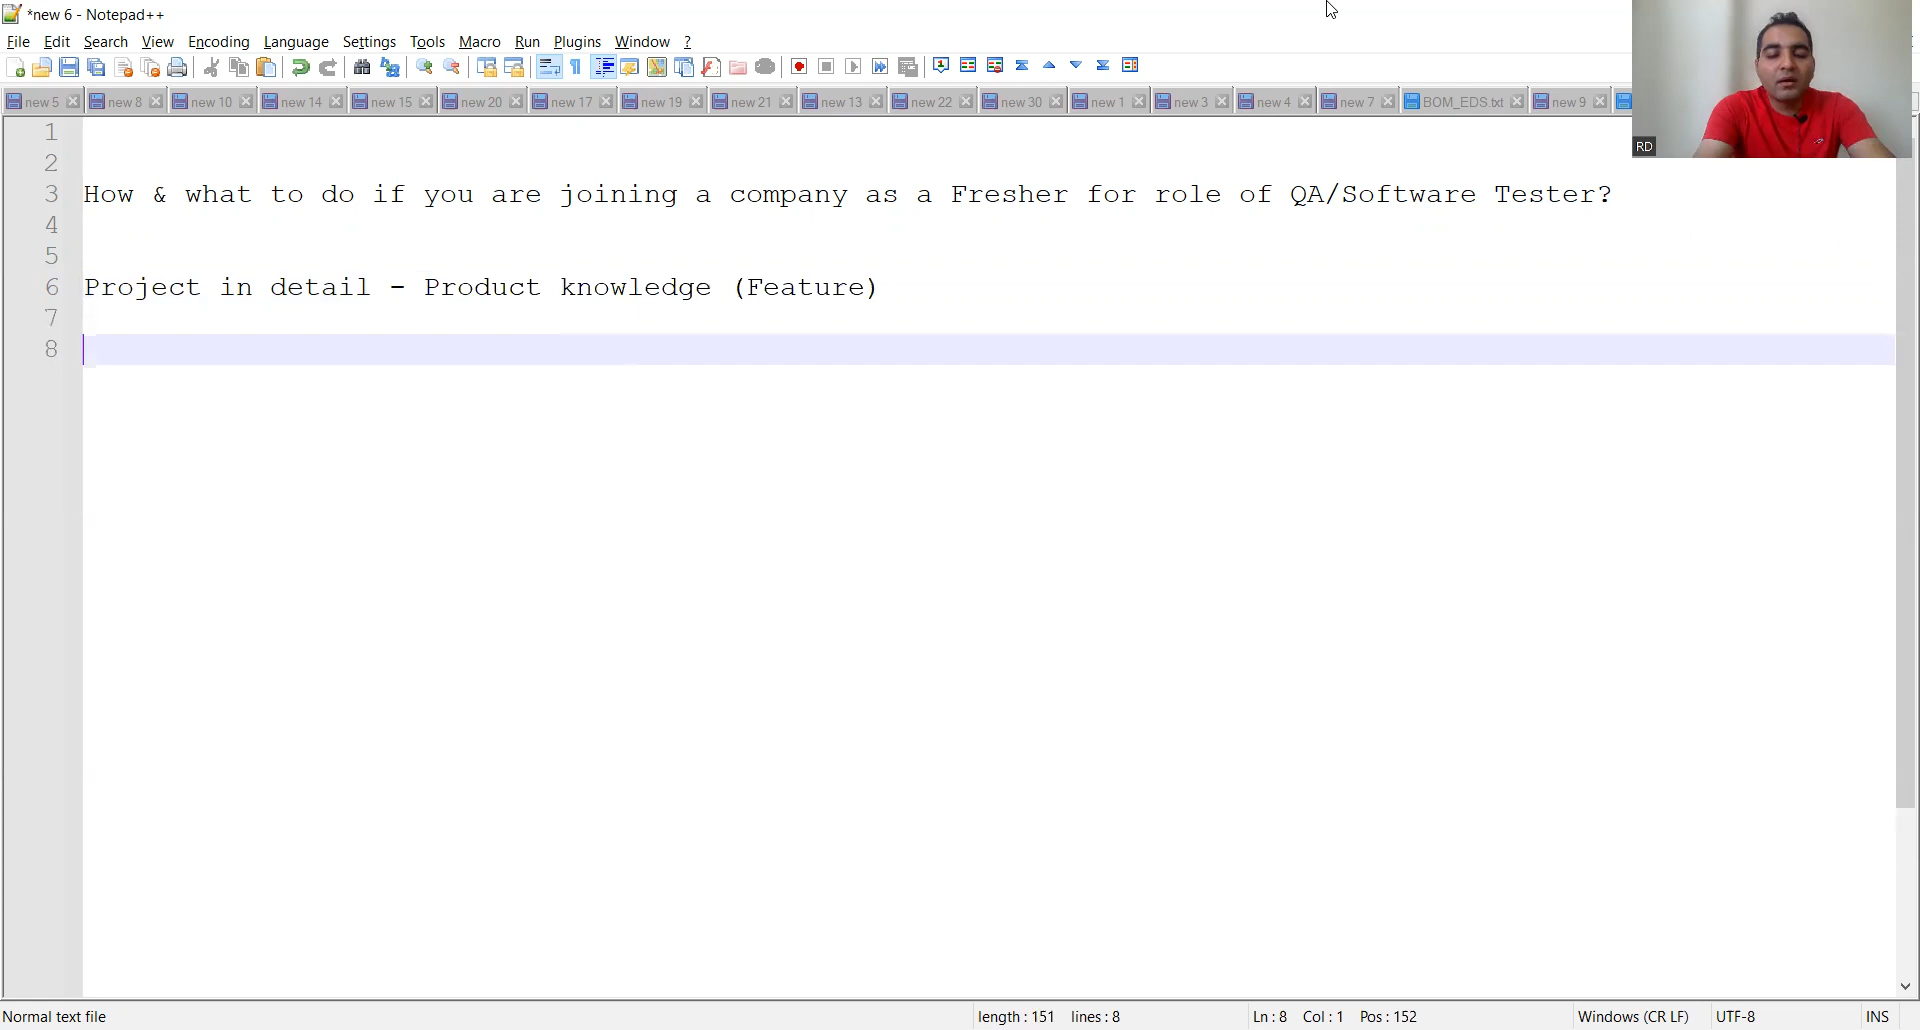 *new 6 - Notepad++
File Edit Search View Encoding Language Settings Tools Macro Run Plugins Window ?
new 5 new 8 new 10 new 14 new 15 new 20 new 17 new 19 new 21 new 13 new 22 new 30 new 1 new 3 new 4 new 7 BOM_EDS.txt new 9
RD
1
2
3 How & what to do if you are joining a company as a Fresher for role of QA/Software Tester?
4
5
6 Project in detail - Product knowledge (Feature)
7
8
Normal text file length : 151 lines : 8 Ln : 8 Col : 1 Pos : 152 Windows (CR LF) UTF-8 INS